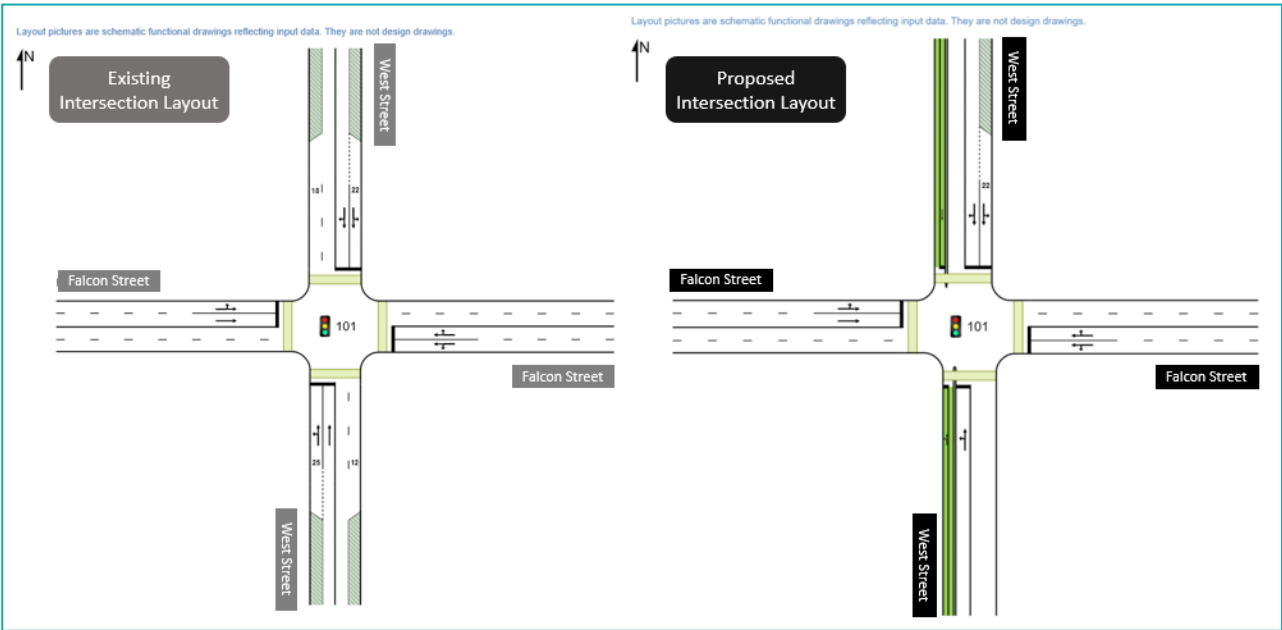 Layout pictures are schematic functional drawings reflecting input data. They are not design drawings.
N
Existing
Intersection Layout
West Street
18
22
Falcon Street
101
Falcon Street
25
12
West Street
Layout pictures are schematic functional drawings reflecting input data. They are not design drawings.
N
Proposed
Intersection Layout
West Street
22
Falcon Street
101
Falcon Street
West Street